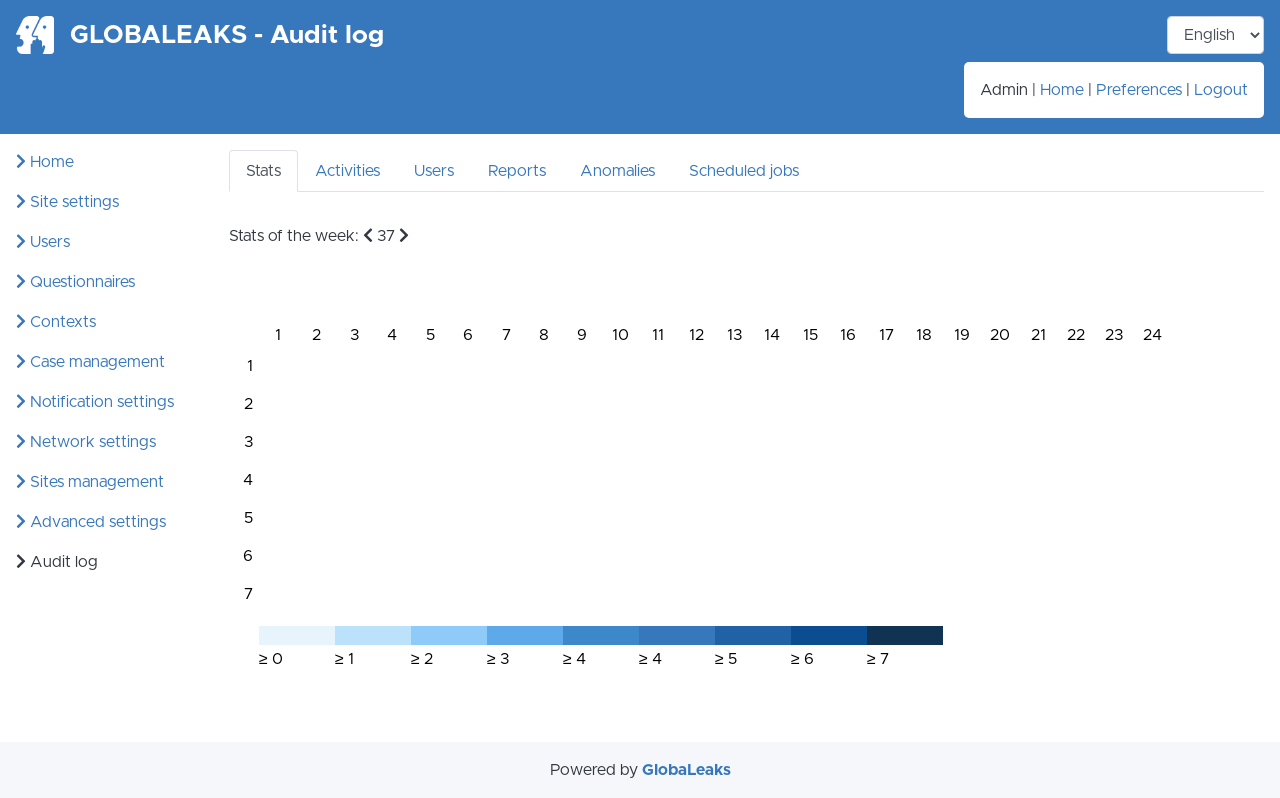 GLOBALEAKS - Audit log
English
Admin | Home | Preferences | Logout
Home
Site settings
Users
Questionnaires
Contexts
Case management
Notification settings
Network settings
Sites management
Advanced settings
Audit log
Stats Activities Users Reports Anomalies Scheduled jobs
Stats of the week: 37
1 2 3 4 5 6 7 8 9 10 11 12 13 14 15 16 17 18 19 20 21 22 23 24
1
2
3
4
5
6
7
≥ 0 ≥ 1 ≥ 2 ≥ 3 ≥ 4 ≥ 4 ≥ 5 ≥ 6 ≥ 7
Powered by GlobaLeaks